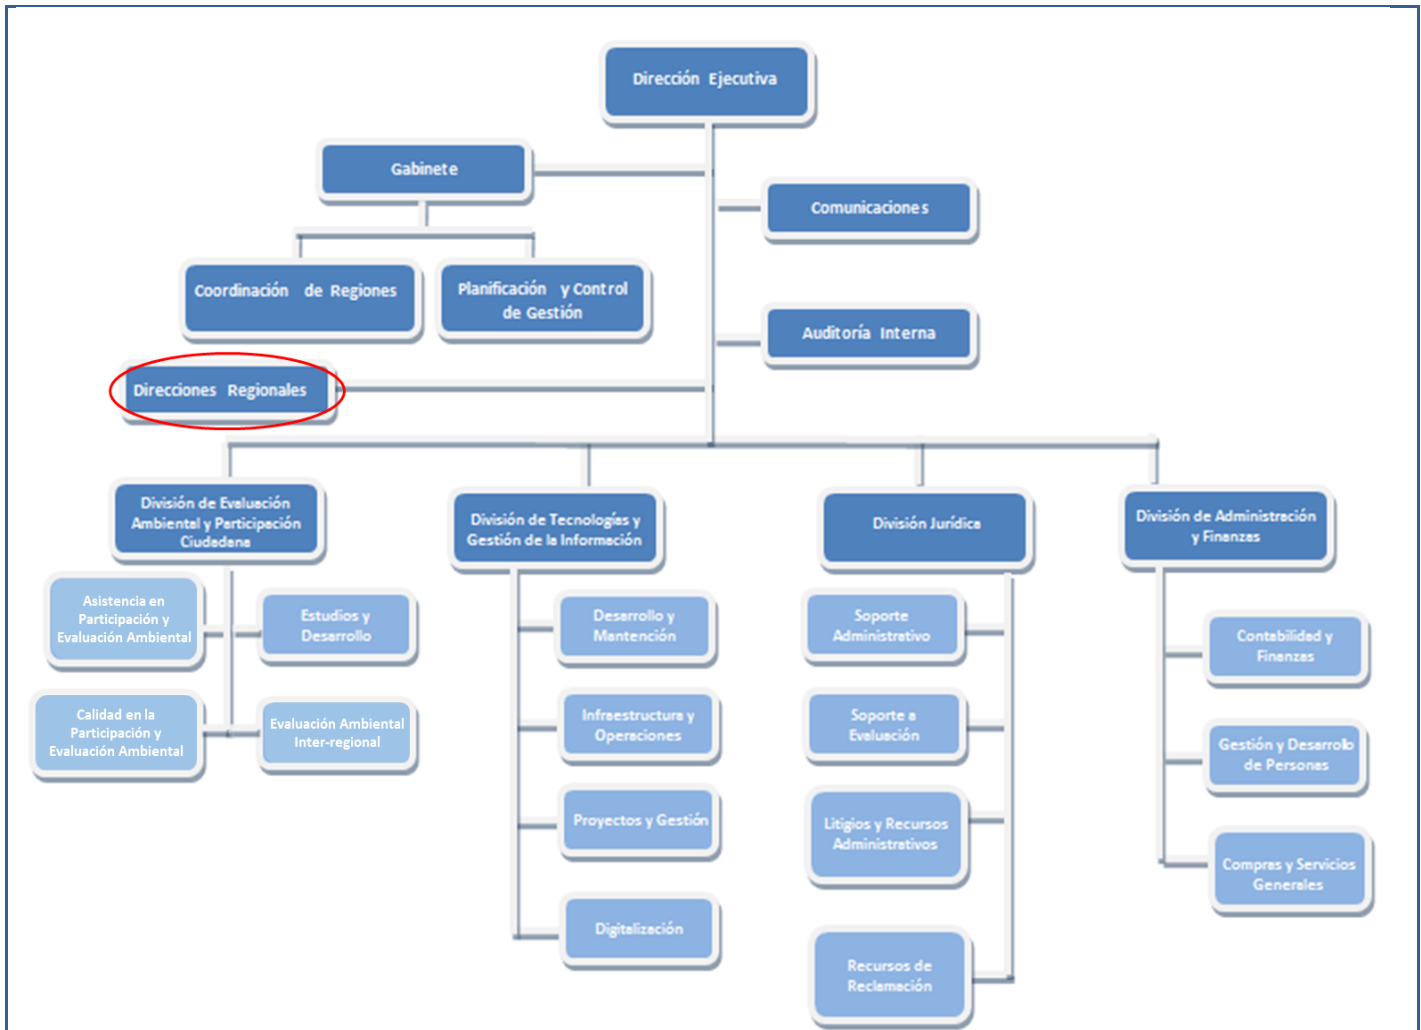 Dirección Ejecutiva
Gabinete
Comunicaciones
Coordinación de Regiones
Planificación y Control
de Gestión
Auditoría Interna
Direcciones Regionales
División de Evaluación
Ambiental y Participación
Ciudadana
División de Tecnologías y
Gestión de la Información
División Jurídica
División de Administración
y Finanzas
Asistencia en
Participación y
Evaluación Ambiental
Estudios y
Desarrollo
Calidad en la
Participación y
Evaluación Ambiental
Evaluación Ambiental
Inter-regional
Desarrollo y
Mantención
Infraestructura y
Operaciones
Proyectos y Gestión
Digitalización
Soporte
Administrativo
Soporte a
Evaluación
Litigios y Recursos
Administrativos
Recursos de
Reclamación
Contabilidad y
Finanzas
Gestión y Desarrollo
de Personas
Compras y Servicios
Generales